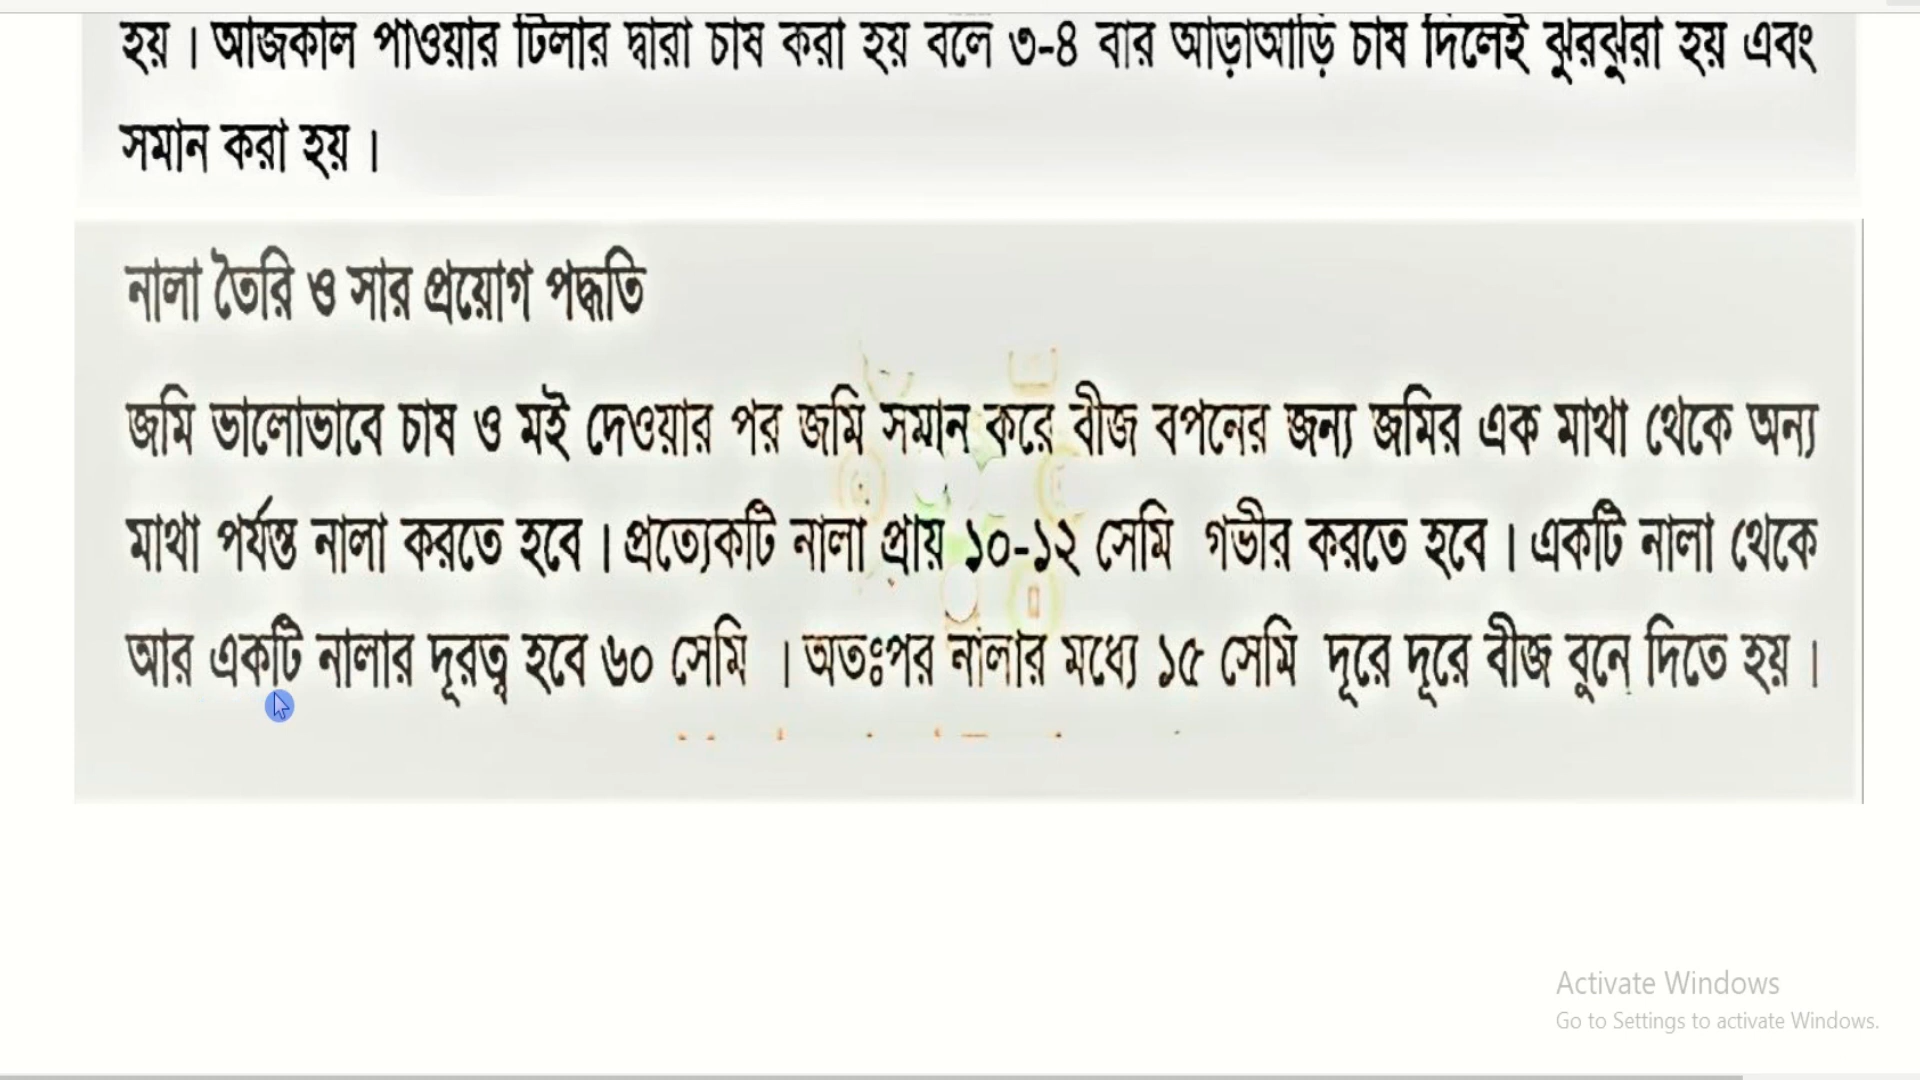 হয়। আজকাল পাওয়ার টিলার দ্বারা চাষ করা হয় বলে ৩-৪ বার আড়াআড়ি চাষ দিলেই ঝুরঝুরা হয় এবং
সমান করা হয়।
নালা তৈরি ও সার প্রয়োগ পদ্ধতি
জমি ভালোভাবে চাষ ও মই দেওয়ার পর জমি সমান করে বীজ বপনের জন্য জমির এক মাথা থেকে অন্য
মাথা পর্যন্ত নালা করতে হবে। প্রত্যেকটি নালা প্রায় ১০-১২ সেমি গভীর করতে হবে। একটি নালা থেকে
আর একটি নালার দূরত্ব হবে ৬০ সেমি । অতঃপর নালার মধ্যে ১৫ সেমি দূরে দূরে বীজ বুনে দিতে হয়।
Activate Windows
Go to Settings to activate Windows.